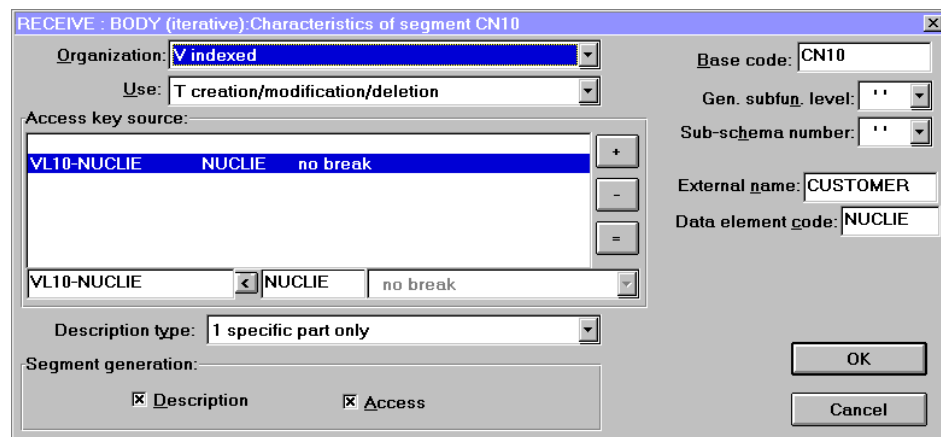 RECEIVE : BODY (iterative):Characteristics of segment CN10
Organization: V indexed
Use: T creation/modification/deletion
Base code: CN10
Gen. subfun. level: ' '
Sub-schema number: ' '
Access key source:
VL10-NUCLIE NUCLIE no break
+
-
=
External name: CUSTOMER
Data element code: NUCLIE
VL10-NUCLIE < NUCLIE no break
Description type: 1 specific part only
Segment generation:
Description Access
OK
Cancel